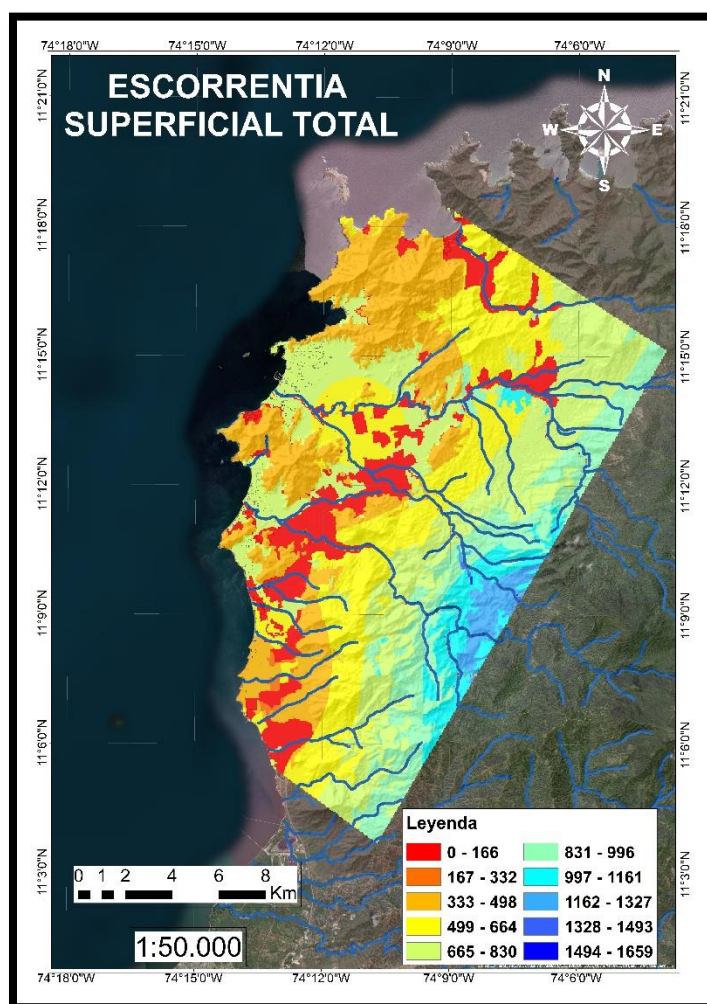 74°18'0"W 74°15'0"W 74°12'0"W 74°9'0"W 74°6'0"W
ESCORRENTIA
SUPERFICIAL TOTAL
N
W E
S
11°21'0"N 11°21'0"N
11°18'0"N 11°18'0"N
11°15'0"N 11°15'0"N
11°12'0"N 11°12'0"N
11°9'0"N 11°9'0"N
11°6'0"N 11°6'0"N
11°3'0"N 11°3'0"N
Leyenda
0 - 166 831 - 996
167 - 332 997 - 1161
333 - 498 1162 - 1327
499 - 664 1328 - 1493
665 - 830 1494 - 1659
0 1 2 4 6 8
Km
1:50.000
74°18'0"W 74°15'0"W 74°12'0"W 74°9'0"W 74°6'0"W